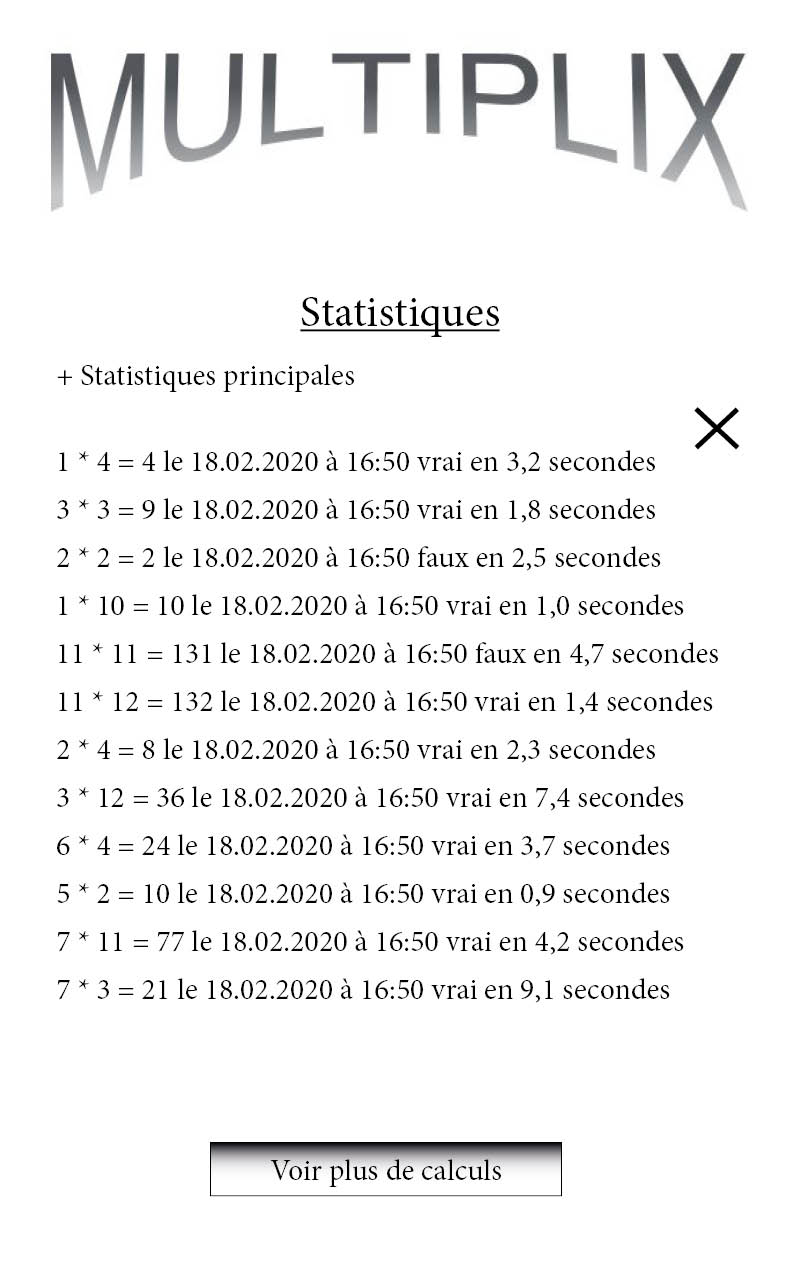 MULTIPLIX
Statistiques
+ Statistiques principales
1 * 4 = 4 le 18.02.2020 à 16:50 vrai en 3,2 secondes
3 * 3 = 9 le 18.02.2020 à 16:50 vrai en 1,8 secondes
2 * 2 = 2 le 18.02.2020 à 16:50 faux en 2,5 secondes
1 * 10 = 10 le 18.02.2020 à 16:50 vrai en 1,0 secondes
11 * 11 = 131 le 18.02.2020 à 16:50 faux en 4,7 secondes
11 * 12 = 132 le 18.02.2020 à 16:50 vrai en 1,4 secondes
2 * 4 = 8 le 18.02.2020 à 16:50 vrai en 2,3 secondes
3 * 12 = 36 le 18.02.2020 à 16:50 vrai en 7,4 secondes
6 * 4 = 24 le 18.02.2020 à 16:50 vrai en 3,7 secondes
5 * 2 = 10 le 18.02.2020 à 16:50 vrai en 0,9 secondes
7 * 11 = 77 le 18.02.2020 à 16:50 vrai en 4,2 secondes
7 * 3 = 21 le 18.02.2020 à 16:50 vrai en 9,1 secondes
Voir plus de calculs